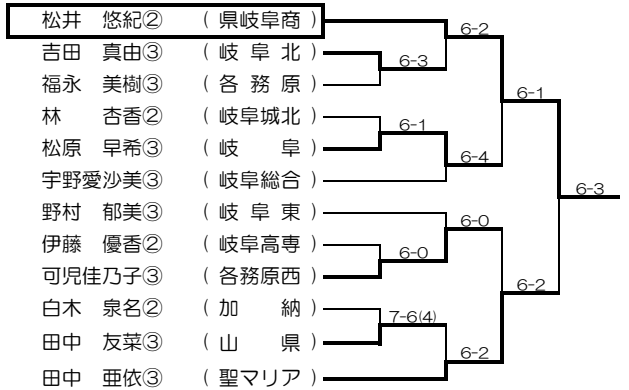 松井 悠紀② ( 県岐阜商 )
吉田 真由③ ( 岐 阜 北 )
福永 美樹③ ( 各 務 原 )
林 杏香② ( 岐阜城北 )
松原 早希③ ( 岐 阜 )
宇野愛沙美③ ( 岐阜総合 )
野村 郁美③ ( 岐 阜 東 )
伊藤 優香② ( 岐阜高専 )
可児佳乃子③ ( 各務原西 )
白木 泉名② ( 加 納 )
田中 友菜③ ( 山 県 )
田中 亜依③ ( 聖マリア )
6-2
6-3
6-1
6-1
6-4
6-3
6-0
6-0
6-2
7-6(4)
6-2